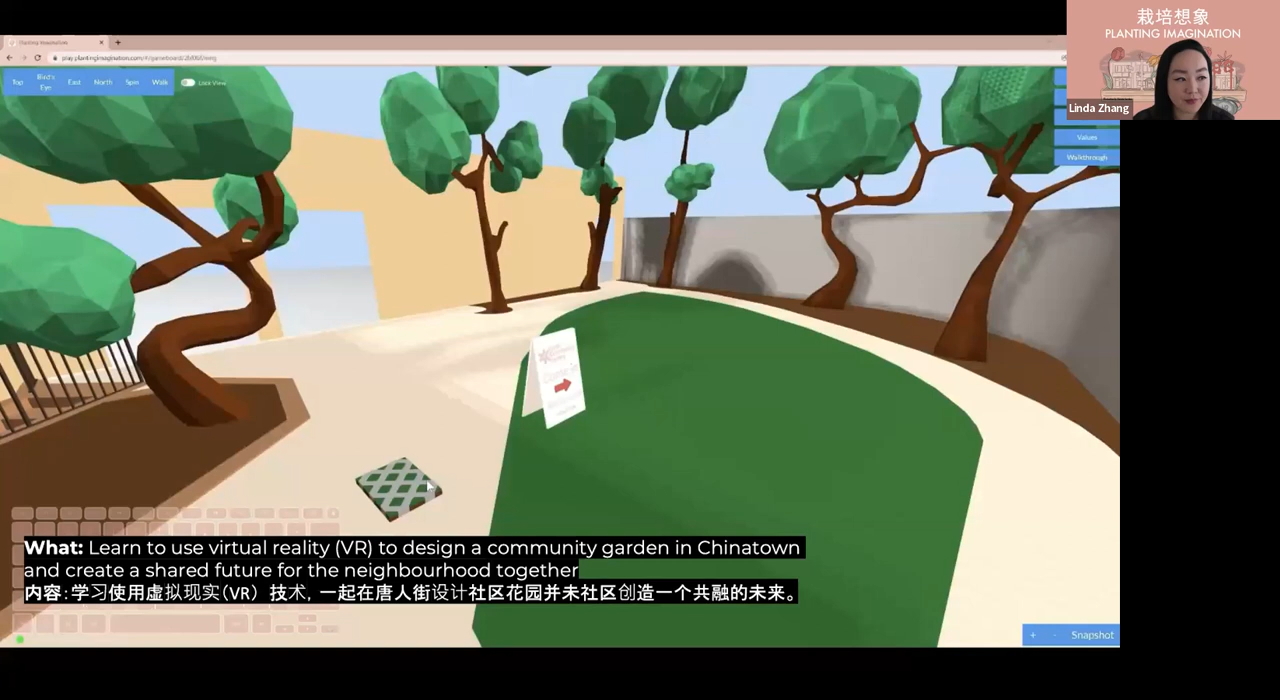 栽培想象
PLANTING IMAGINATION
Linda Zhang
Planting Imagination
Top
Bird's
Eye
East
North
Spin
Walk
Lock View
Values
Walkthrough
What: Learn to use virtual reality (VR) to design a community garden in Chinatown
and create a shared future for the neighbourhood together
内容:学习使用虚拟现实(VR)技术, 一起在唐人街设计社区花园并未社区创造一个共融的未来。
+ - Snapshot